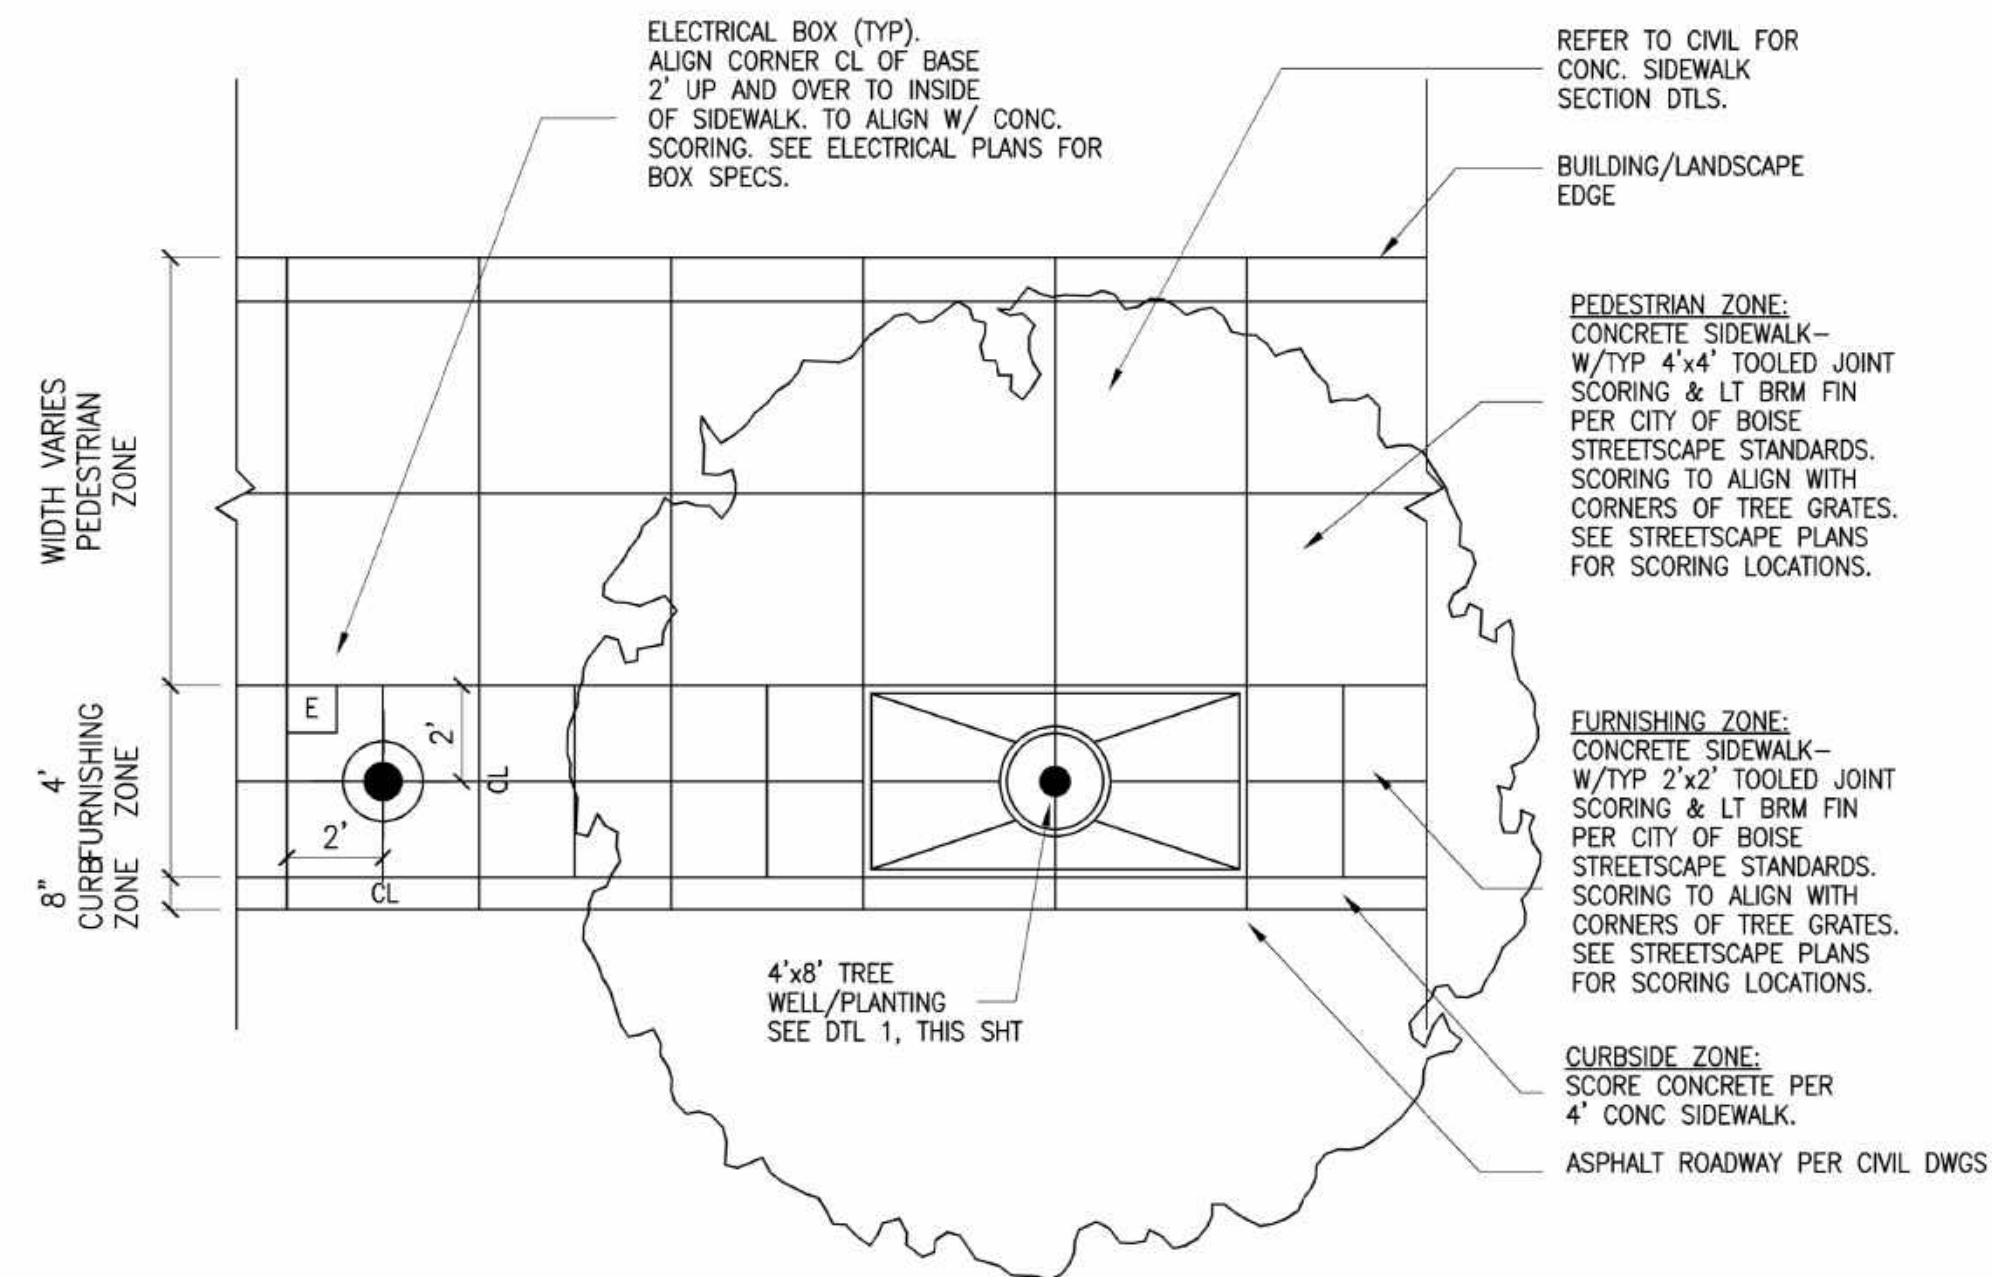 ELECTRICAL BOX (TYP).
ALIGN CORNER CL OF BASE
2' UP AND OVER TO INSIDE
OF SIDEWALK. TO ALIGN W/ CONC.
SCORING. SEE ELECTRICAL PLANS FOR
BOX SPECS.
REFER TO CIVIL FOR
CONC. SIDEWALK
SECTION DTLS.
BUILDING/LANDSCAPE
EDGE
PEDESTRIAN ZONE:
CONCRETE SIDEWALK–
W/TYP 4'x4' TOOLED JOINT
SCORING & LT BRM FIN
PER CITY OF BOISE
STREETSCAPE STANDARDS.
SCORING TO ALIGN WITH
CORNERS OF TREE GRATES.
SEE STREETSCAPE PLANS
FOR SCORING LOCATIONS.
WIDTH VARIES
PEDESTRIAN
ZONE
4'
FURNISHING
ZONE
8"
CURB
ZONE
E
2'
CL
2'
CL
FURNISHING ZONE:
CONCRETE SIDEWALK–
W/TYP 2'x2' TOOLED JOINT
SCORING & LT BRM FIN
PER CITY OF BOISE
STREETSCAPE STANDARDS.
SCORING TO ALIGN WITH
CORNERS OF TREE GRATES.
SEE STREETSCAPE PLANS
FOR SCORING LOCATIONS.
4'x8' TREE
WELL/PLANTING
SEE DTL 1, THIS SHT
CURBSIDE ZONE:
SCORE CONCRETE PER
4' CONC SIDEWALK.
ASPHALT ROADWAY PER CIVIL DWGS